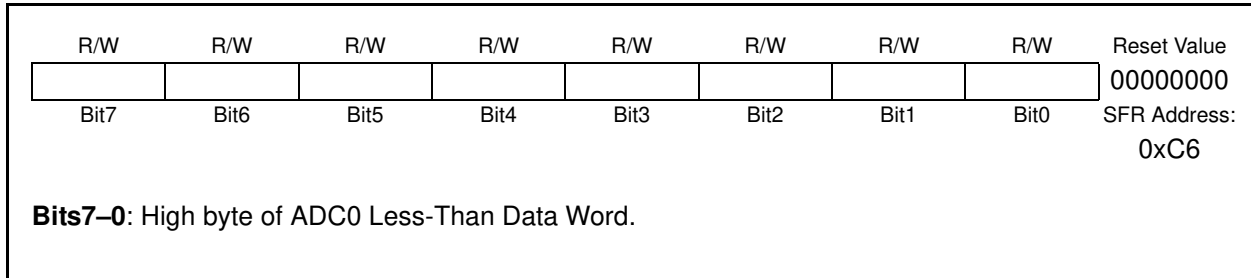 R/W R/W R/W R/W R/W R/W R/W R/W Reset Value
00000000
Bit7 Bit6 Bit5 Bit4 Bit3 Bit2 Bit1 Bit0 SFR Address:
0xC6
Bits7–0: High byte of ADC0 Less-Than Data Word.